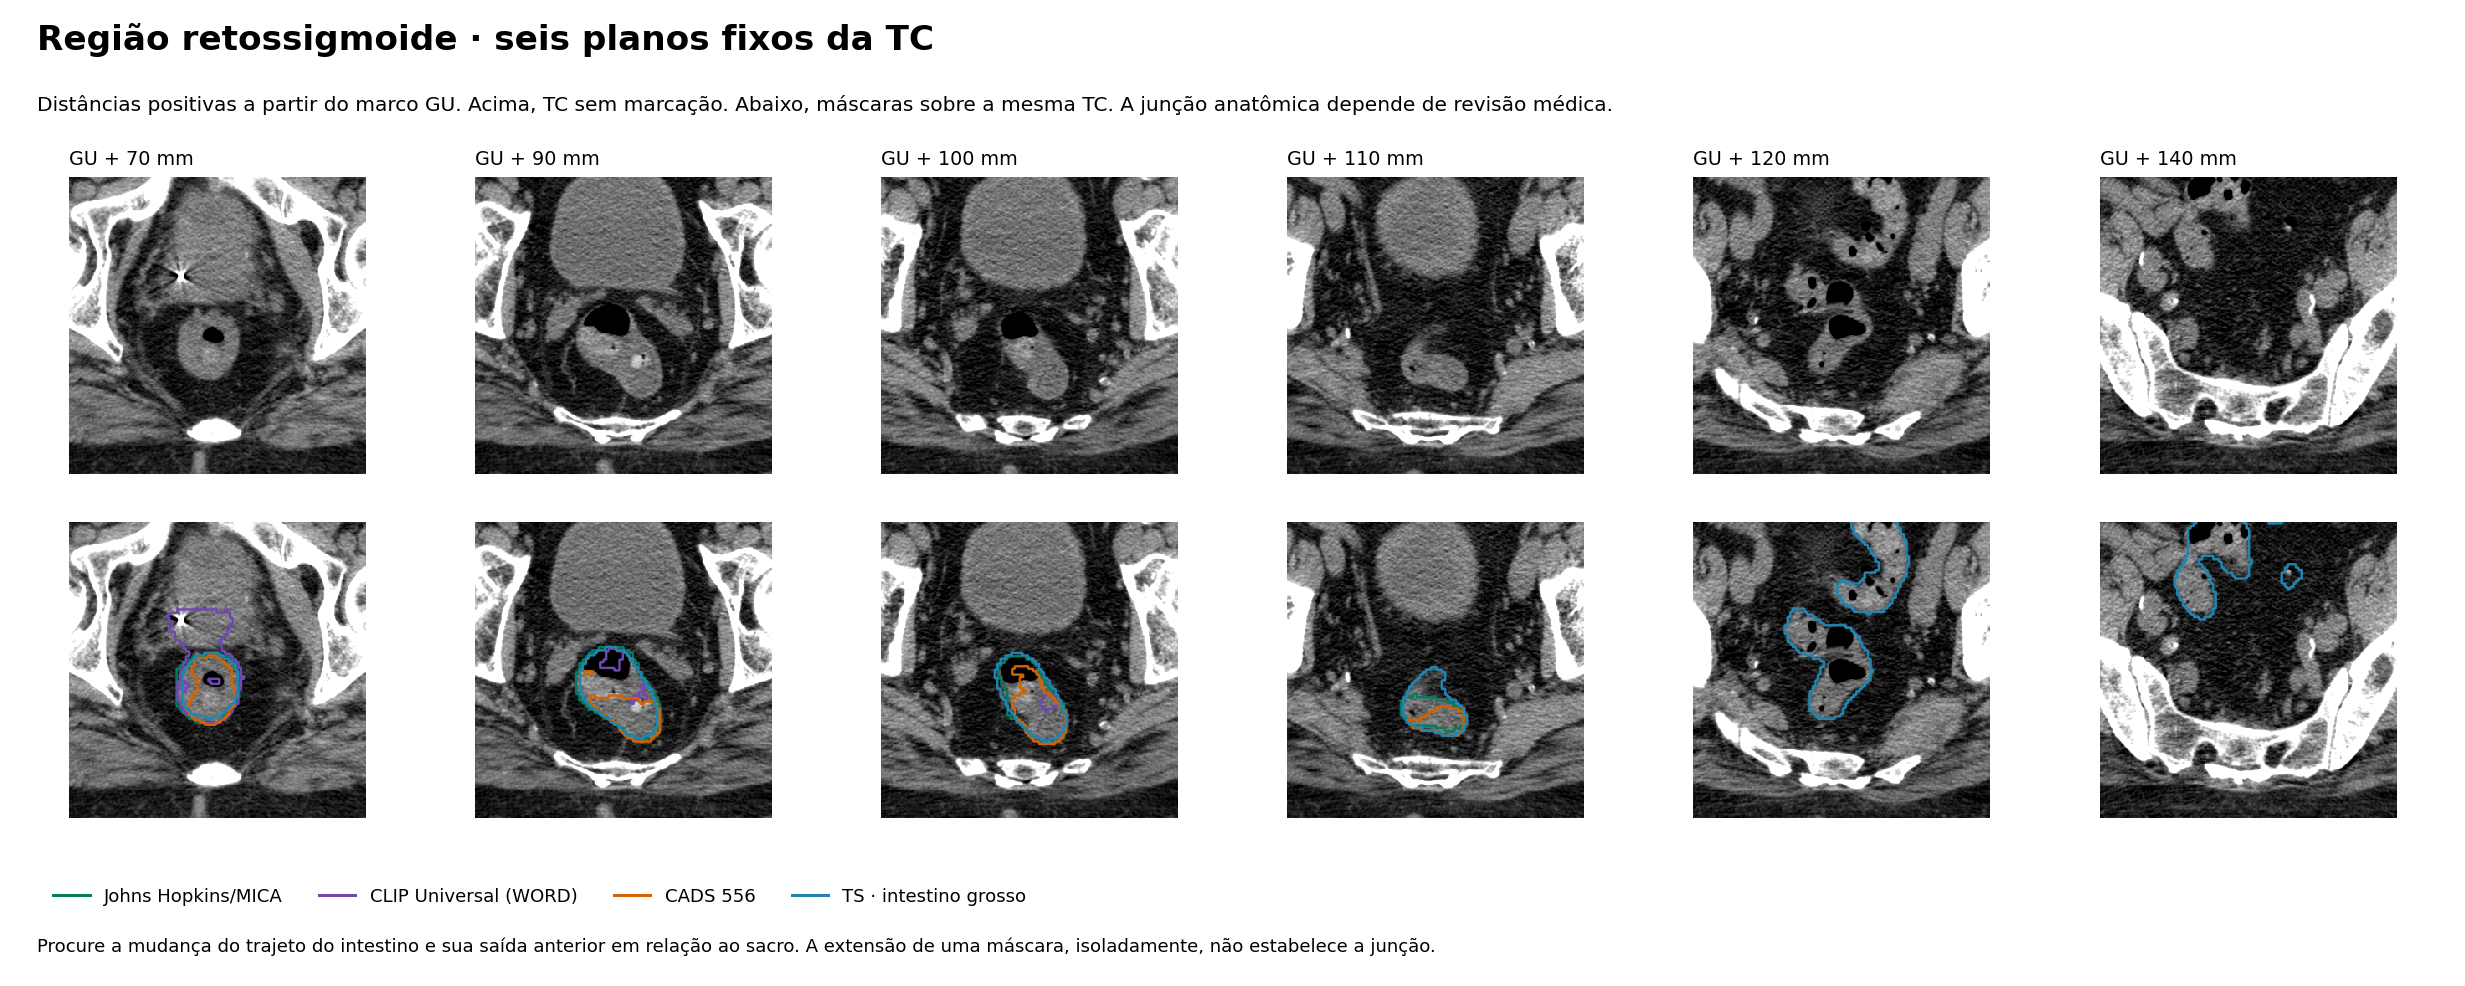 Região retossigmoide · seis planos fixos da TC
Distâncias positivas a partir do marco GU. Acima, TC sem marcação. Abaixo, máscaras sobre a mesma TC. A junção anatômica depende de revisão médica.
GU + 70 mm
GU + 90 mm
GU + 100 mm
GU + 110 mm
GU + 120 mm
GU + 140 mm
Johns Hopkins/MICA
CLIP Universal (WORD)
CADS 556
TS · intestino grosso
Procure a mudança do trajeto do intestino e sua saída anterior em relação ao sacro. A extensão de uma máscara, isoladamente, não estabelece a junção.